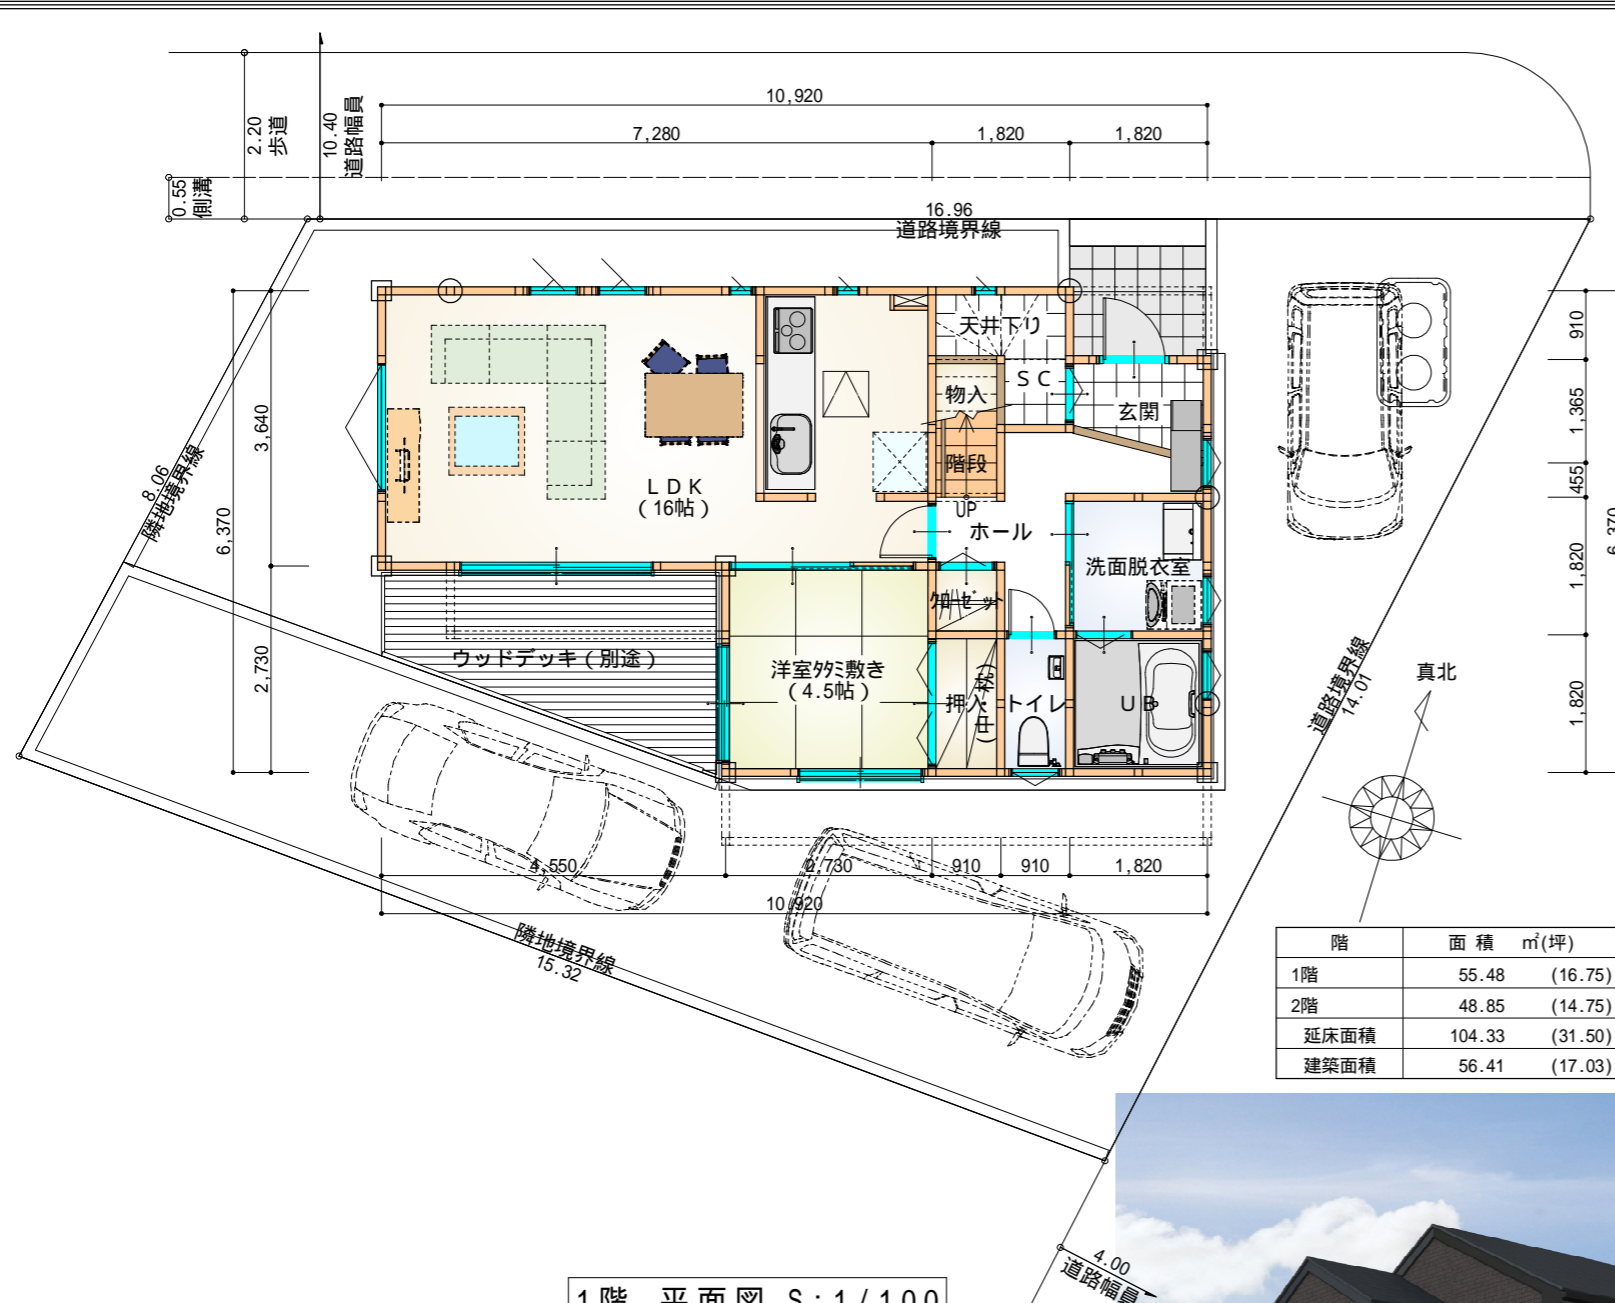 10,920
7,280
1,820
1,820
2.20
歩道
10.40
道路幅員
0.55
側溝
16.96
道路境界線
天井下り
物入
ＳＣ
玄関
階段
UP
ホール
ＬＤＫ
(16帖)
洗面脱衣室
クローゼット
ウッドデッキ(別途)
洋室タタミ敷き
(4.5帖)
押入
(中・枕)
トイレ
ＵＢ
8.06
隣地境界線
6,370
3,640
2,730
910
1,365
455
1,820
1,820
6,370
道路境界線
14.01
真北
4,550
2,730
910
910
1,820
10,920
隣地境界線
15.32
階 面 積 ㎡(坪)
1階 55.48 (16.75)
2階 48.85 (14.75)
延床面積 104.33 (31.50)
建築面積 56.41 (17.03)
4.00
道路幅員
1階 平面図 S:1/100